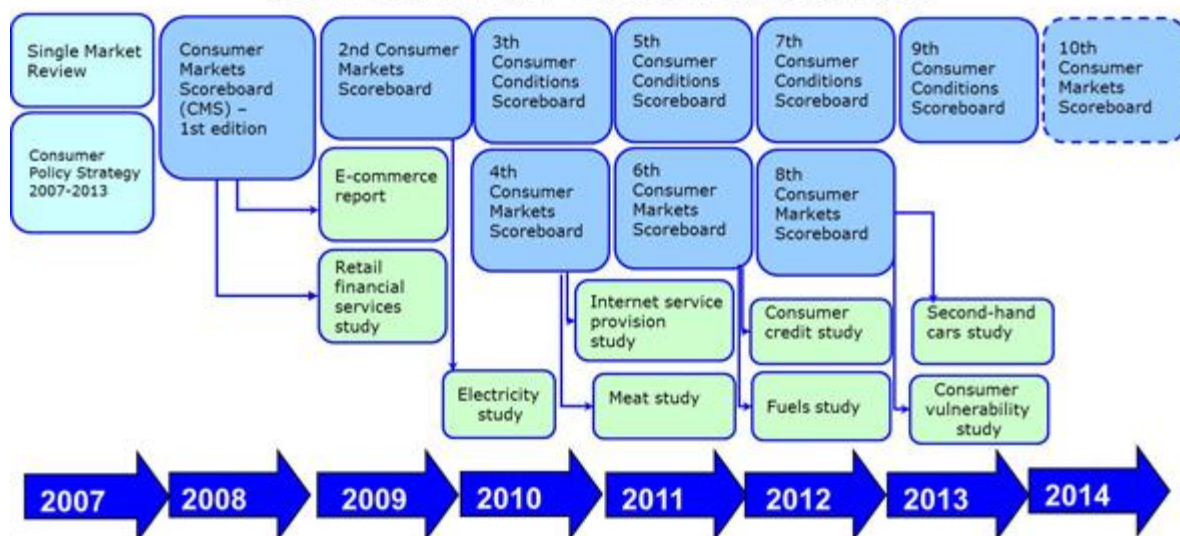 Single Market
Review
Consumer
Policy Strategy
2007-2013
Consumer
Markets
Scoreboard
(CMS) –
1st edition
2nd Consumer
Markets
Scoreboard
3th
Consumer
Conditions
Scoreboard
5th
Consumer
Conditions
Scoreboard
7th
Consumer
Conditions
Scoreboard
9th
Consumer
Conditions
Scoreboard
10th
Consumer
Markets
Scoreboard
E-commerce
report
4th
Consumer
Markets
Scoreboard
6th
Consumer
Markets
Scoreboard
8th
Consumer
Markets
Scoreboard
Retail
financial
services
study
Internet service
provision
study
Consumer
credit study
Second-hand
cars study
Electricity
study
Meat study
Fuels study
Consumer
vulnerability
study
2007
2008
2009
2010
2011
2012
2013
2014